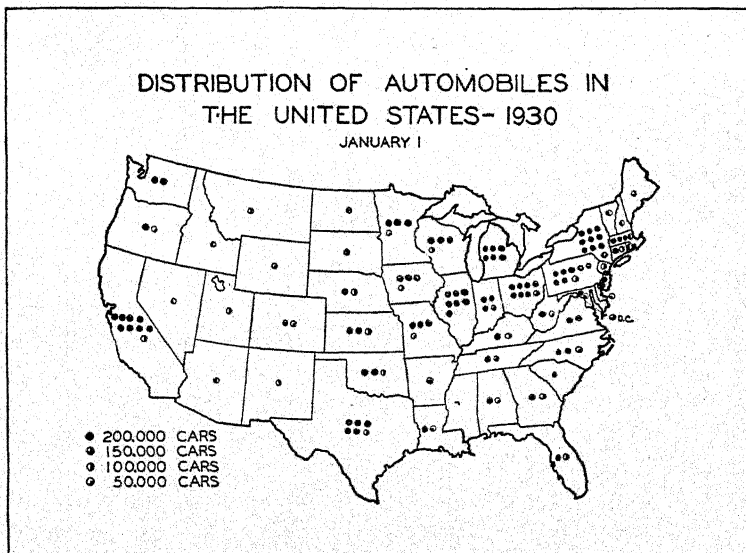 DISTRIBUTION OF AUTOMOBILES IN
THE UNITED STATES- 1930
JANUARY 1
D.C.
200.000 CARS
150.000 CARS
100.000 CARS
50.000 CARS